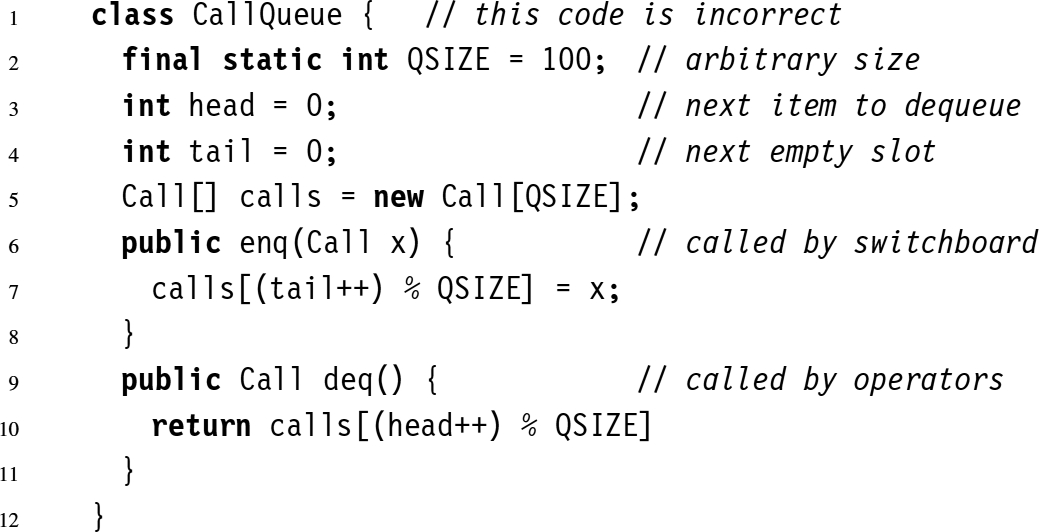 1 class CallQueue { // this code is incorrect
2 final static int QSIZE = 100; // arbitrary size
3 int head = 0; // next item to dequeue
4 int tail = 0; // next empty slot
5 Call[] calls = new Call[QSIZE];
6 public enq(Call x) { // called by switchboard
7 calls[(tail++) % QSIZE] = x;
8 }
9 public Call deq() { // called by operators
10 return calls[(head++) % QSIZE]
11 }
12 }